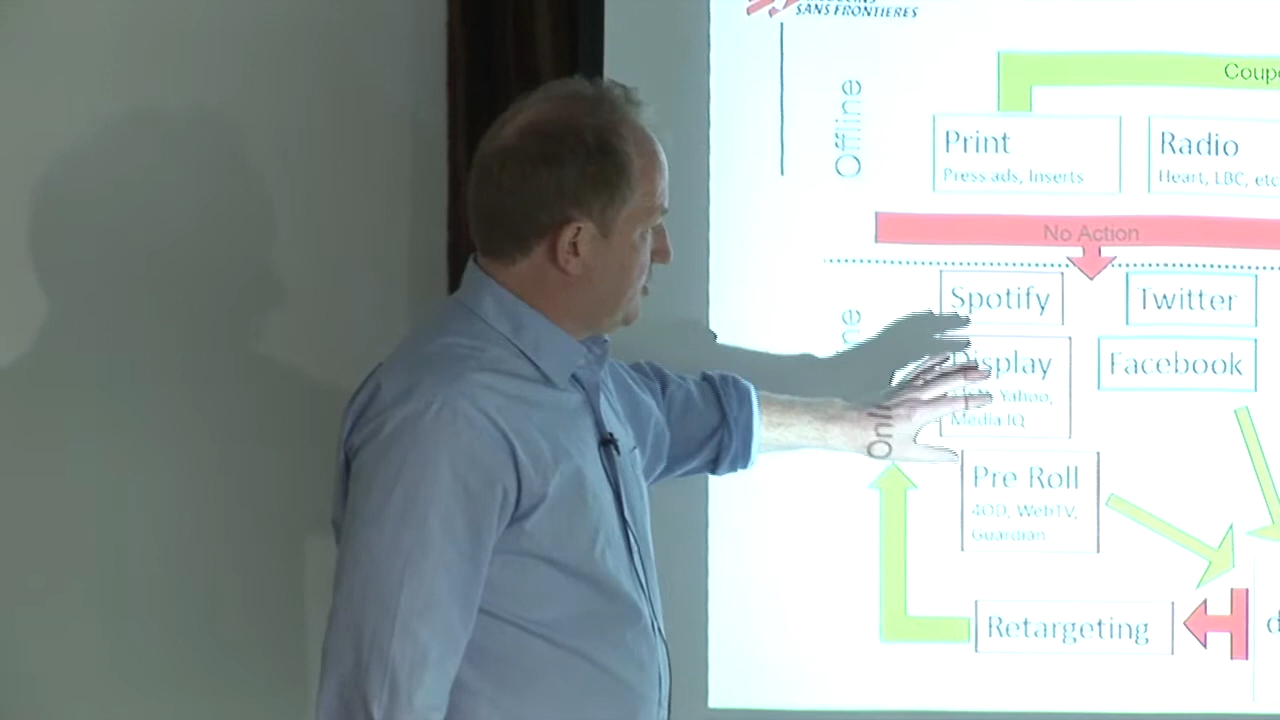 SANS FRONTIERES
Offline
Print
Press ads, Inserts
Radio
Heart, LBC, etc
No Action
Online
Spotify
Twitter
Display
Yahoo,
Media IQ
Facebook
Pre Roll
4OD, WebTV,
Guardian
Retargeting